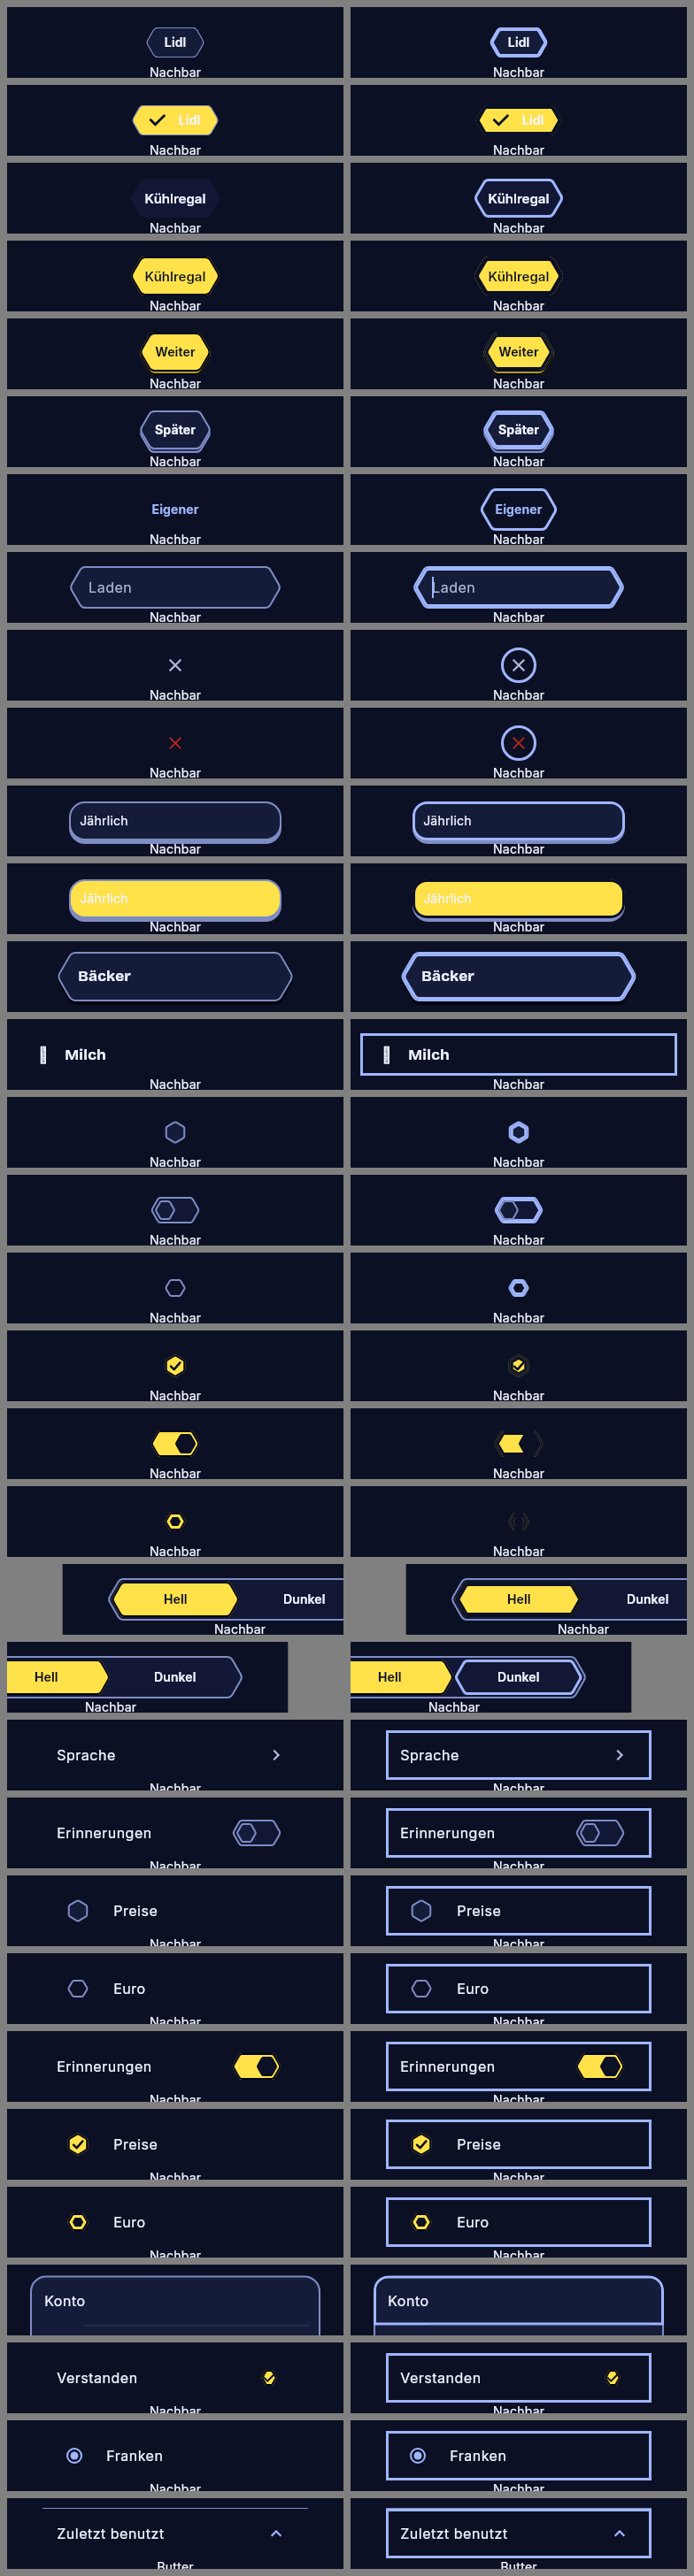 Lidl Lidl
Nachbar Nachbar
Lidl Lidl
Nachbar Nachbar
Kühlregal Kühlregal
Nachbar Nachbar
Kühlregal Kühlregal
Nachbar Nachbar
Weiter Weiter
Nachbar Nachbar
Später Später
Nachbar Nachbar
Eigener Eigener
Nachbar Nachbar
Laden Laden
Nachbar Nachbar
Nachbar Nachbar
Nachbar Nachbar
Jährlich Jährlich
Nachbar Nachbar
Jährlich Jährlich
Nachbar Nachbar
Bäcker Bäcker
Milch Milch
Nachbar Nachbar
Nachbar Nachbar
Nachbar Nachbar
Nachbar Nachbar
Nachbar Nachbar
Nachbar Nachbar
Nachbar Nachbar
Hell Dunkel Hell Dunkel
Nachbar Nachbar
Hell Dunkel Hell Dunkel
Nachbar Nachbar
Sprache Sprache
Nachbar Nachbar
Erinnerungen Erinnerungen
Nachbar Nachbar
Preise Preise
Nachbar Nachbar
Euro Euro
Nachbar Nachbar
Erinnerungen Erinnerungen
Nachbar Nachbar
Preise Preise
Nachbar Nachbar
Euro Euro
Nachbar Nachbar
Konto Konto
Verstanden Verstanden
Nachbar Nachbar
Franken Franken
Nachbar Nachbar
Zuletzt benutzt Zuletzt benutzt
Butter Butter